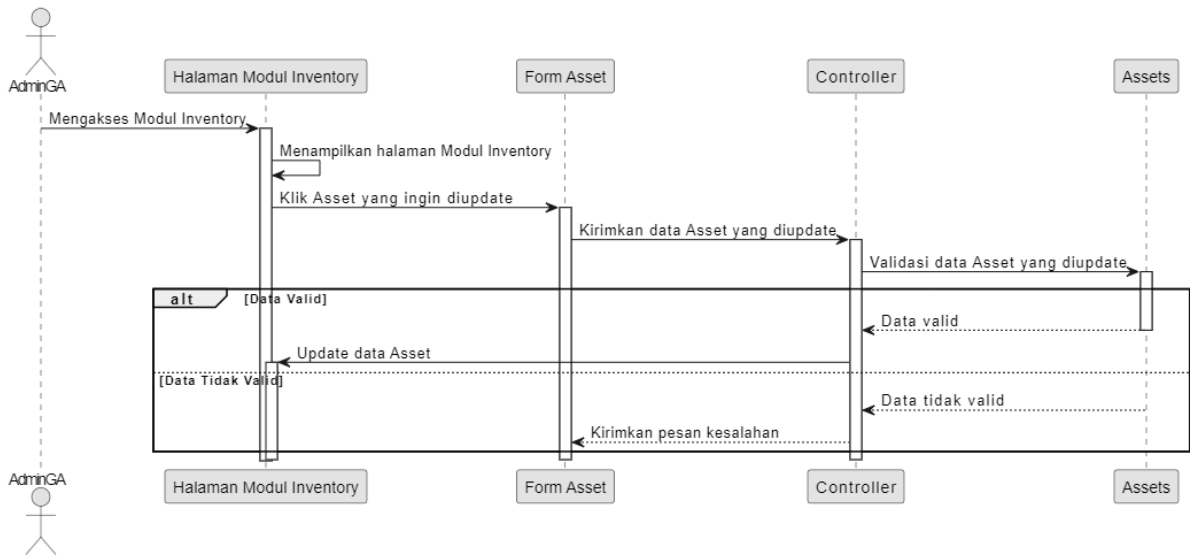 AdminGA
Halaman Modul Inventory
Form Asset
Controller
Assets
Mengakses Modul Inventory
Menampilkan halaman Modul Inventory
Klik Asset yang ingin diupdate
Kirimkan data Asset yang diupdate
Validasi data Asset yang diupdate
alt
[Data Valid]
Data valid
Update data Asset
[Data Tidak Valid]
Data tidak valid
Kirimkan pesan kesalahan
AdminGA
Halaman Modul Inventory
Form Asset
Controller
Assets